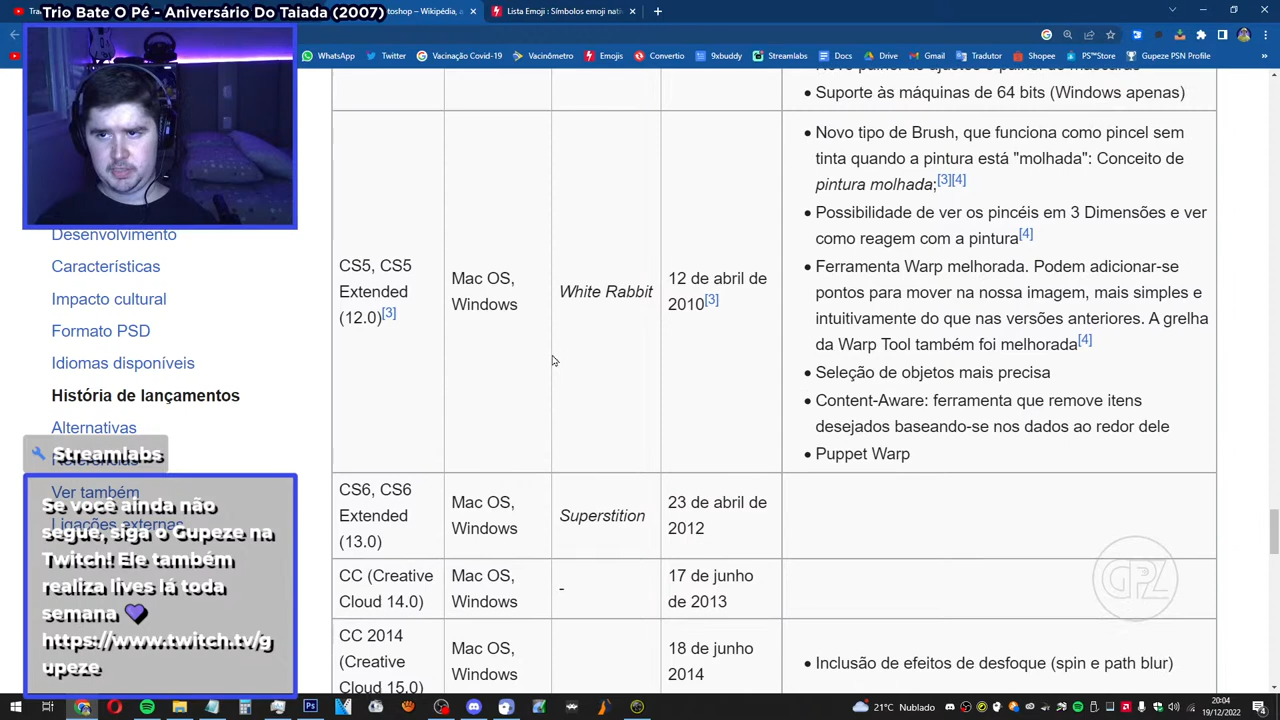 Trio Bate O Pé - Aniversário Do Taiada (2007)
toshop – Wikipédia, a
Lista Emoji : Símbolos emoji nati
WhatsApp
Twitter
Vacinação Covid-19
Vacinômetro
Emojis
Convertio
9xbuddy
Streamlabs
Docs
Drive
Gmail
Tradutor
Shopee
PS™Store
Gupeze PSN Profile
»
Desenvolvimento
Características
Impacto cultural
Formato PSD
Idiomas disponíveis
História de lançamentos
Alternativas
Referências
Ver também
Ligações externas
Streamlabs
Se você ainda não
segue, siga o Gupeze na
Twitch! Ele também
realiza lives lá toda
semana 💜
https://www.twitch.tv/g
upeze
• Suporte às máquinas de 64 bits (Windows apenas)
CS5, CS5
Extended
(12.0)[3]
Mac OS,
Windows
White Rabbit
12 de abril de
2010[3]
• Novo tipo de Brush, que funciona como pincel sem
tinta quando a pintura está "molhada": Conceito de
pintura molhada;[3][4]
• Possibilidade de ver os pincéis em 3 Dimensões e ver
como reagem com a pintura[4]
• Ferramenta Warp melhorada. Podem adicionar-se
pontos para mover na nossa imagem, mais simples e
intuitivamente do que nas versões anteriores. A grelha
da Warp Tool também foi melhorada[4]
• Seleção de objetos mais precisa
• Content-Aware: ferramenta que remove itens
desejados baseando-se nos dados ao redor dele
• Puppet Warp
CS6, CS6
Extended
(13.0)
Mac OS,
Windows
Superstition
23 de abril de
2012
CC (Creative
Cloud 14.0)
Mac OS,
Windows
-
17 de junho
de 2013
CC 2014
(Creative
Cloud 15.0)
Mac OS,
Windows
18 de junho
2014
• Inclusão de efeitos de desfoque (spin e path blur)
GPZ
21°C Nublado
20:04
19/12/2022